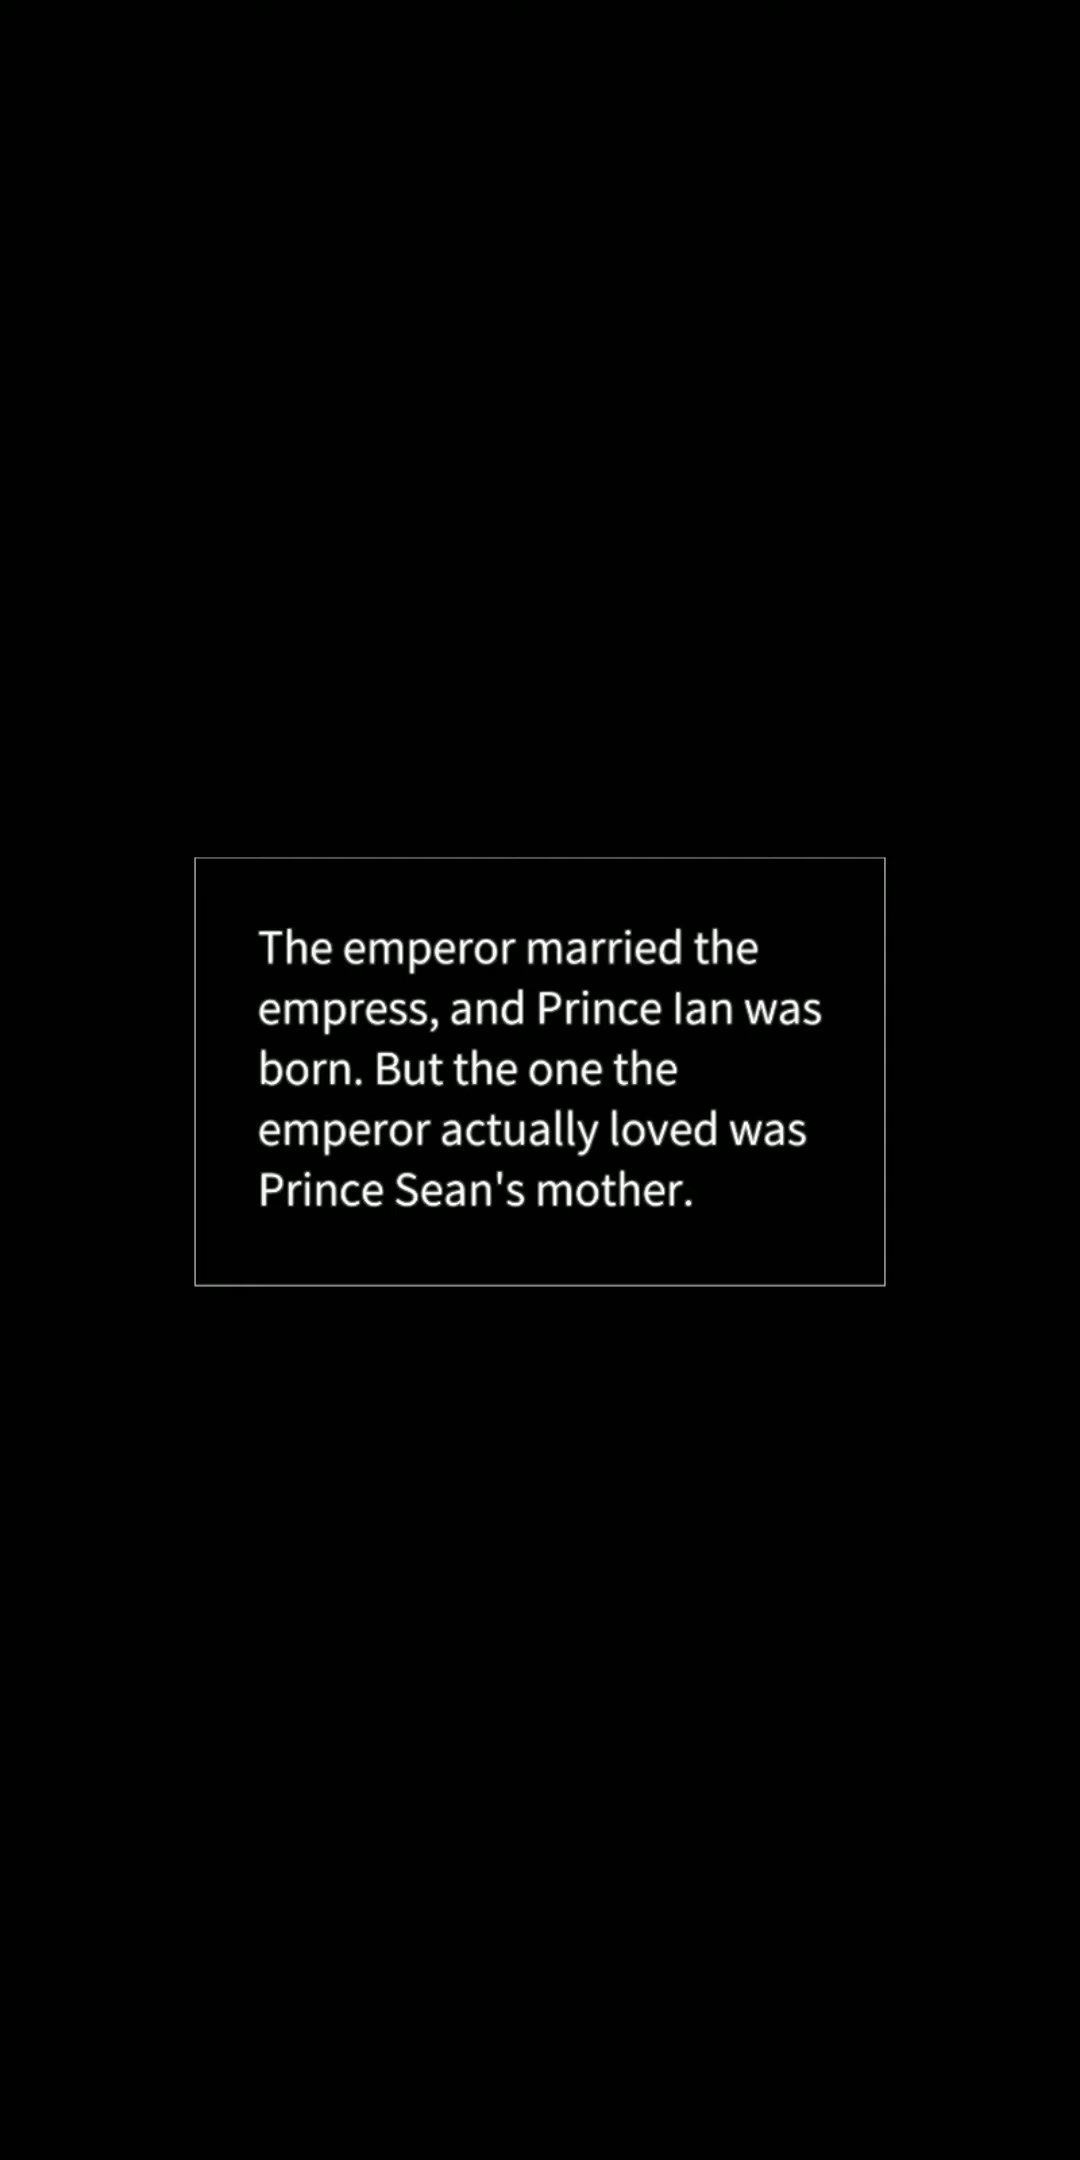 The emperor married the
empress, and Prince Ian was
born. But the one the
emperor actually loved was
Prince Sean's mother.